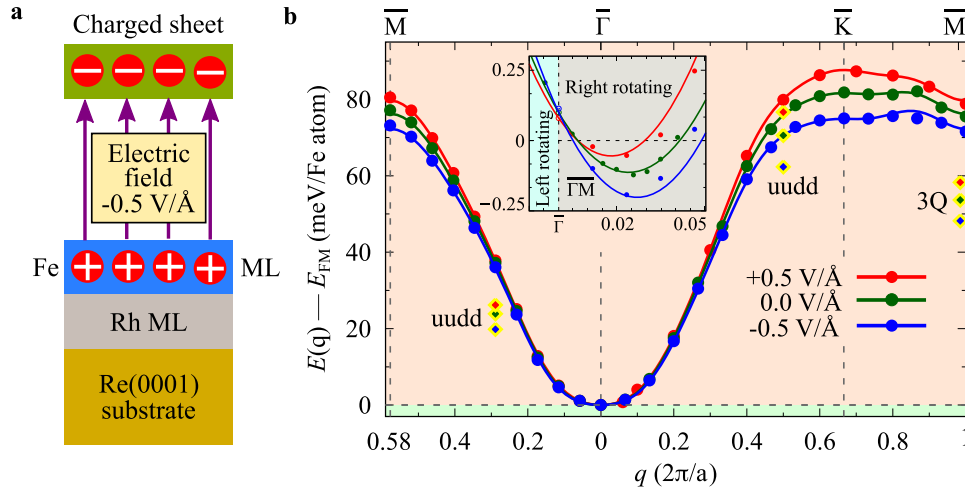 a
Charged sheet
Electric
field
-0.5 V/Å
Fe
ML
Rh ML
Re(0001)
substrate
b
M
Γ
K
M
E(q) — E_FM (meV/Fe atom)
80
60
40
20
0
0.58
0.4
0.2
0
0.2
0.4
0.6
0.8
1
q (2π/a)
0.25
0
−0.25
Left rotating
Right rotating
ΓM
Γ
0.02
0.05
uudd
uudd
3Q
+0.5 V/Å
0.0 V/Å
-0.5 V/Å